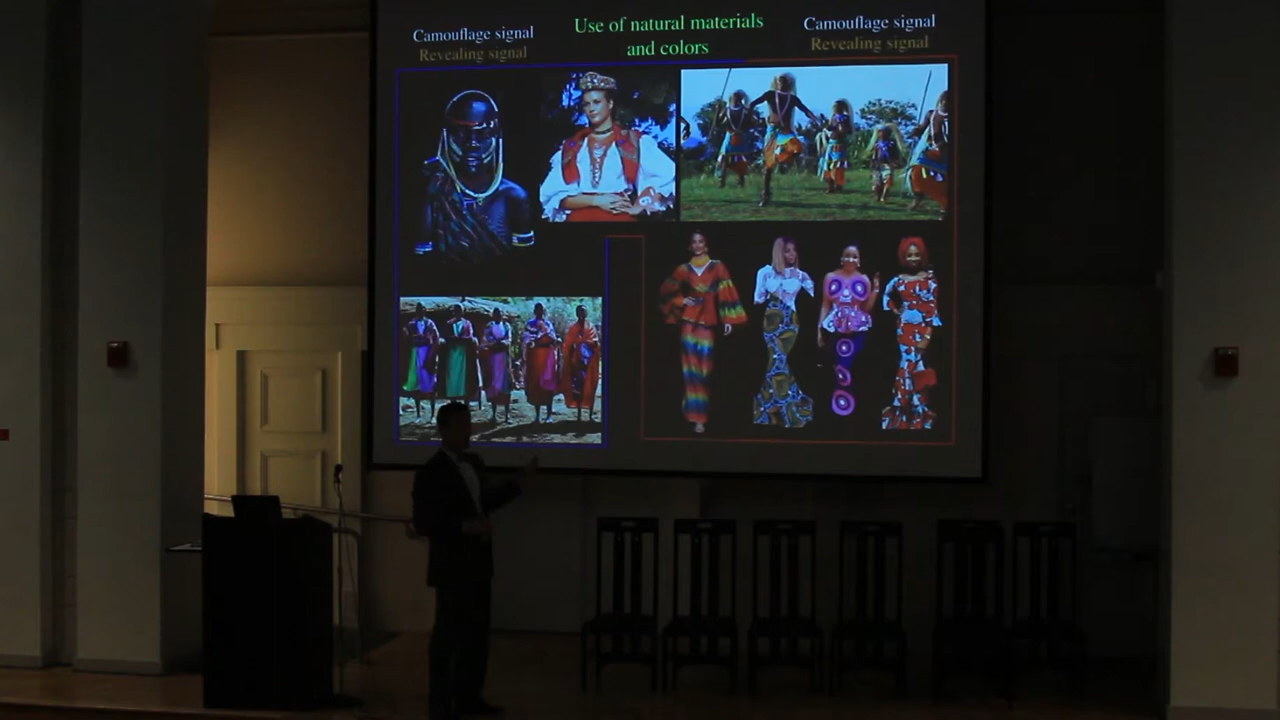 Camouflage signal
Revealing signal
Use of natural materials
and colors
Camouflage signal
Revealing signal